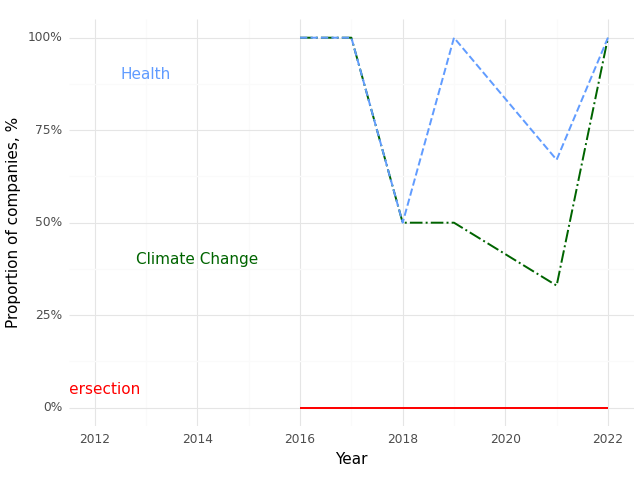 Proportion of companies, %
100%
75%
50%
25%
0%
Health
Climate Change
ersection
2012 2014 2016 2018 2020 2022
Year